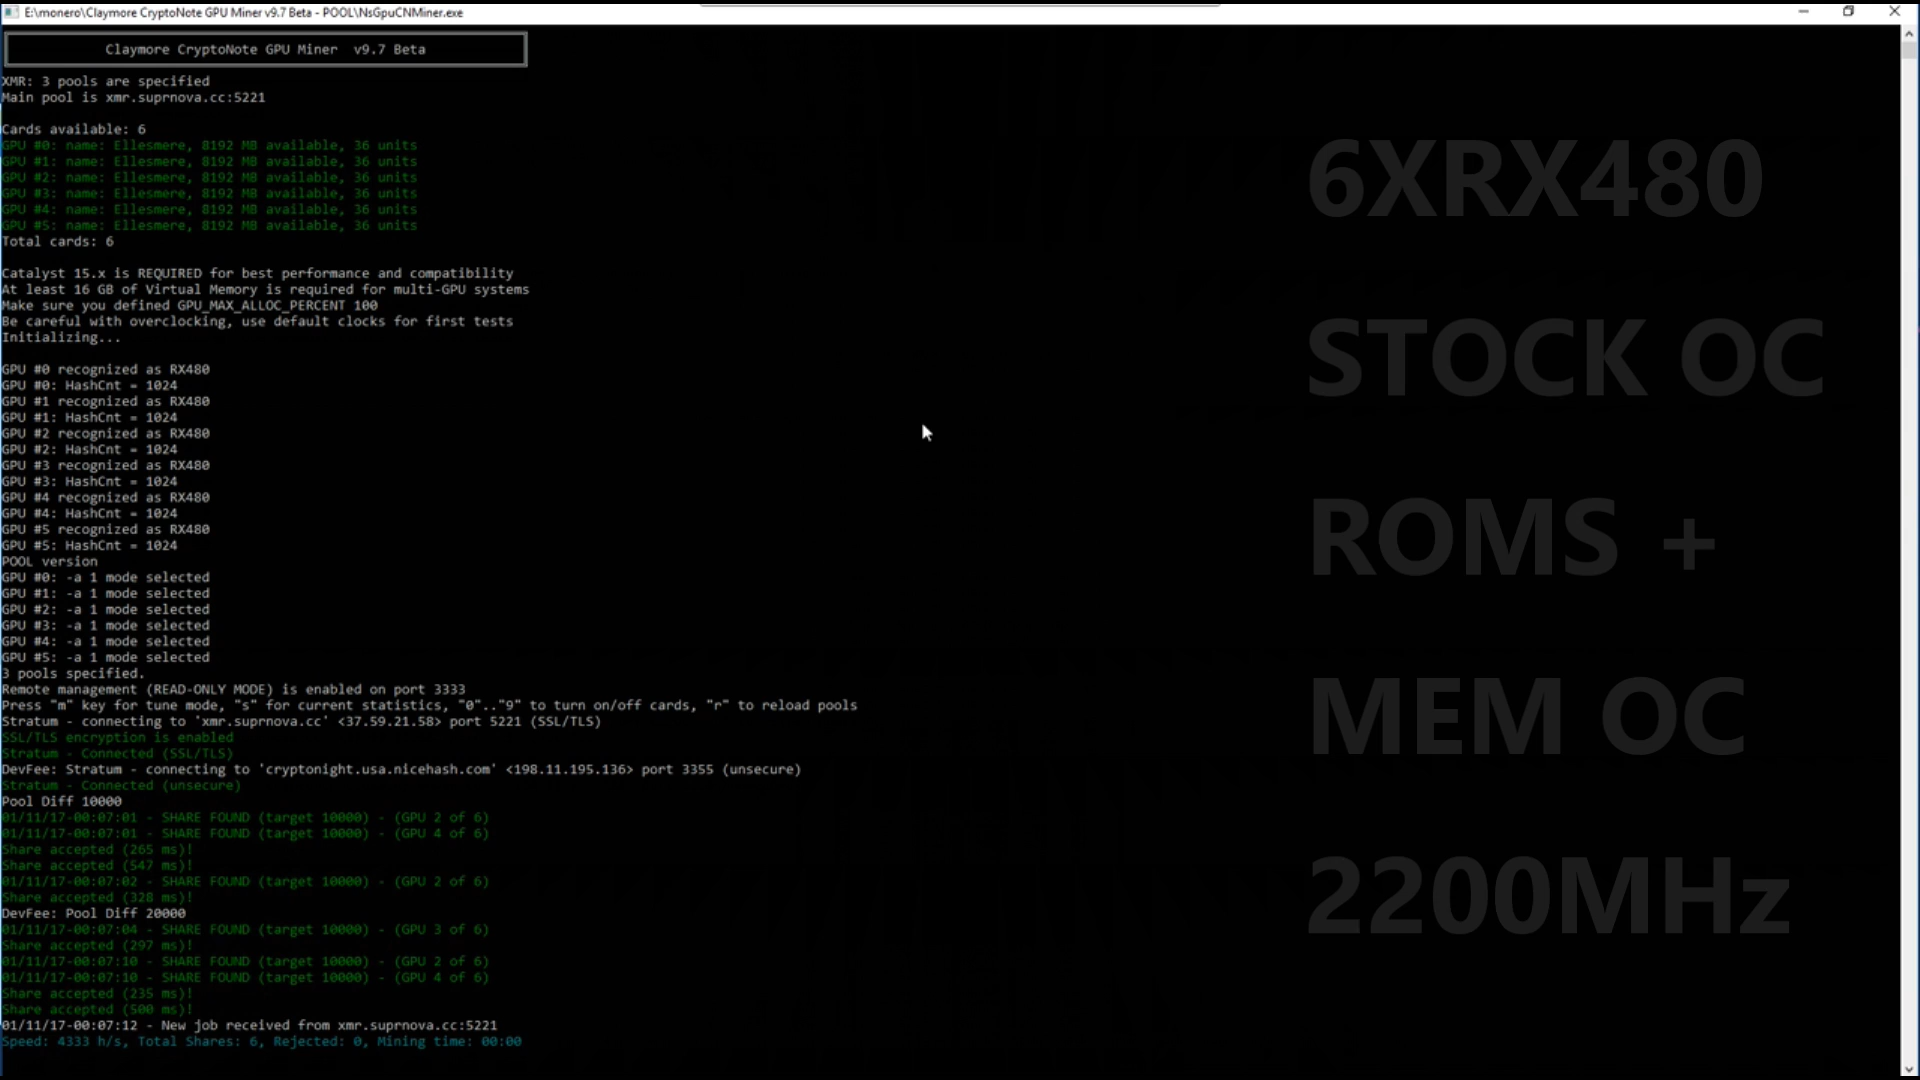 E:\monero\Claymore CryptoNote GPU Miner v9.7 Beta - POOL\NsGpuCNMiner.exe
Claymore CryptoNote GPU Miner  v9.7 Beta
XMR: 3 pools are specified
Main pool is xmr.suprnova.cc:5221
Cards available: 6
GPU #0: name: Ellesmere, 8192 MB available, 36 units
GPU #1: name: Ellesmere, 8192 MB available, 36 units
GPU #2: name: Ellesmere, 8192 MB available, 36 units
GPU #3: name: Ellesmere, 8192 MB available, 36 units
GPU #4: name: Ellesmere, 8192 MB available, 36 units
GPU #5: name: Ellesmere, 8192 MB available, 36 units
Total cards: 6
Catalyst 15.x is REQUIRED for best performance and compatibility
At least 16 GB of Virtual Memory is required for multi-GPU systems
Make sure you defined GPU_MAX_ALLOC_PERCENT 100
Be careful with overclocking, use default clocks for first tests
Initializing...
GPU #0 recognized as RX480
GPU #0: HashCnt = 1024
GPU #1 recognized as RX480
GPU #1: HashCnt = 1024
GPU #2 recognized as RX480
GPU #2: HashCnt = 1024
GPU #3 recognized as RX480
GPU #3: HashCnt = 1024
GPU #4 recognized as RX480
GPU #4: HashCnt = 1024
GPU #5 recognized as RX480
GPU #5: HashCnt = 1024
POOL version
GPU #0: -a 1 mode selected
GPU #1: -a 1 mode selected
GPU #2: -a 1 mode selected
GPU #3: -a 1 mode selected
GPU #4: -a 1 mode selected
GPU #5: -a 1 mode selected
3 pools specified.
Remote management (READ-ONLY MODE) is enabled on port 3333
Press "m" key for tune mode, "s" for current statistics, "0".."9" to turn on/off cards, "r" to reload pools
Stratum - connecting to 'xmr.suprnova.cc' <37.59.21.58> port 5221 (SSL/TLS)
SSL/TLS encryption is enabled
Stratum - Connected (SSL/TLS)
DevFee: Stratum - connecting to 'cryptonight.usa.nicehash.com' <198.11.195.136> port 3355 (unsecure)
Stratum - Connected (unsecure)
Pool Diff 10000
01/11/17-00:07:01 - SHARE FOUND (target 10000) - (GPU 2 of 6)
01/11/17-00:07:01 - SHARE FOUND (target 10000) - (GPU 4 of 6)
Share accepted (265 ms)!
Share accepted (547 ms)!
01/11/17-00:07:02 - SHARE FOUND (target 10000) - (GPU 2 of 6)
Share accepted (328 ms)!
DevFee: Pool Diff 20000
01/11/17-00:07:04 - SHARE FOUND (target 10000) - (GPU 3 of 6)
Share accepted (297 ms)!
01/11/17-00:07:10 - SHARE FOUND (target 10000) - (GPU 2 of 6)
01/11/17-00:07:10 - SHARE FOUND (target 10000) - (GPU 4 of 6)
Share accepted (235 ms)!
Share accepted (500 ms)!
01/11/17-00:07:12 - New job received from xmr.suprnova.cc:5221
Speed: 4333 h/s, Total Shares: 6, Rejected: 0, Mining time: 00:00
6XRX480
STOCK OC
ROMS +
MEM OC
2200MHz